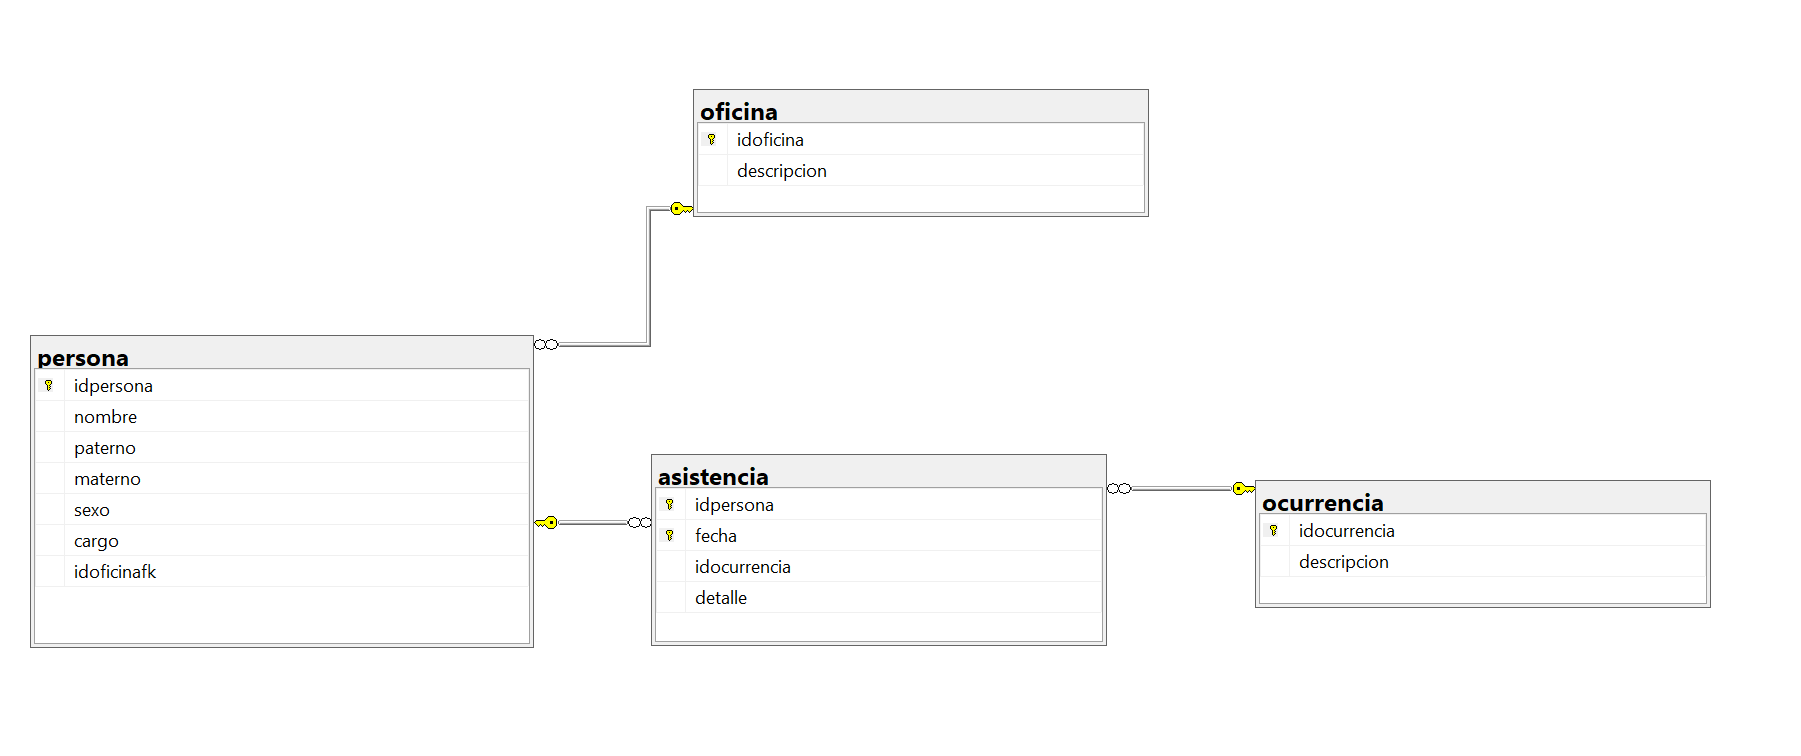 oficina
idoficina
descripcion
persona
idpersona
nombre
paterno
materno
sexo
cargo
idoficinafk
asistencia
idpersona
fecha
idocurrencia
detalle
ocurrencia
idocurrencia
descripcion